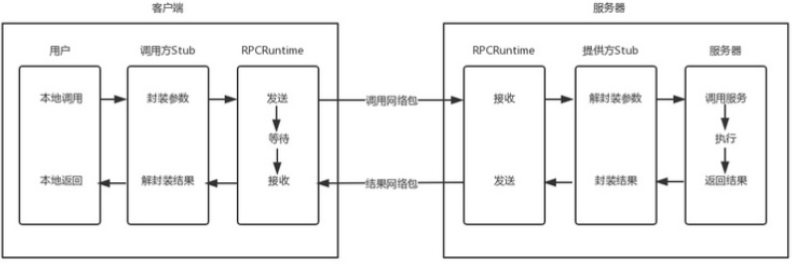 客户端
服务器
用户
调用方Stub
RPCRuntime
RPCRuntime
提供方Stub
服务器
本地调用
封装参数
发送
调用网络包
接收
解封装参数
调用服务
等待
执行
本地返回
解封装结果
接收
结果网络包
发送
封装结果
返回结果